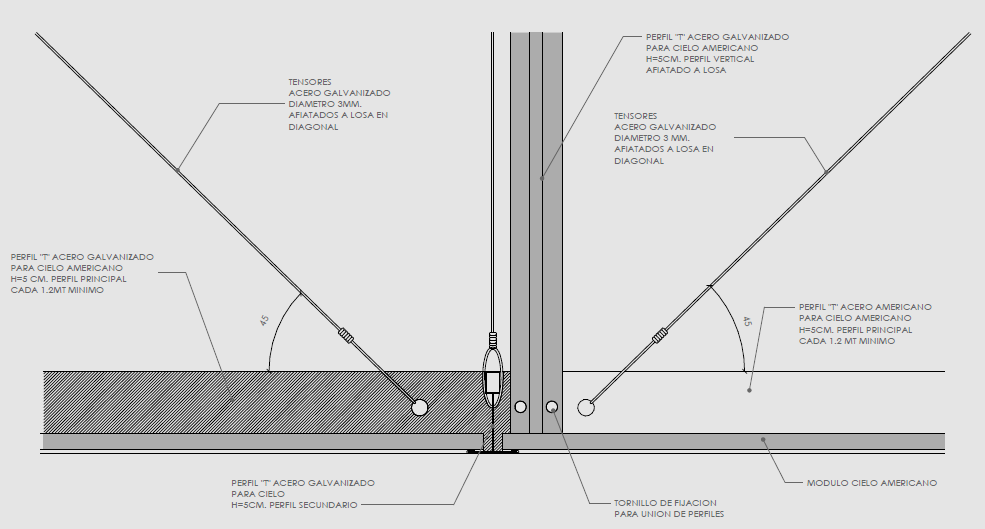 PERFIL "T" ACERO GALVANIZADO
PARA CIELO AMERICANO
H=5CM. PERFIL VERTICAL
AFIATADO A LOSA
TENSORES
ACERO GALVANIZADO
DIAMETRO 3MM.
AFIATADOS A LOSA EN
DIAGONAL
TENSORES
ACERO GALVANIZADO
DIAMETRO 3 MM.
AFIATADOS A LOSA EN
DIAGONAL
PERFIL "T" ACERO GALVANIZADO
PARA CIELO AMERICANO
H=5 CM. PERFIL PRINCIPAL
CADA 1.2MT MINIMO
45
45
PERFIL "T" ACERO AMERICANO
PARA CIELO AMERICANO
H=5CM. PERFIL PRINCIPAL
CADA 1.2 MT MINIMO
PERFIL "T" ACERO GALVANIZADO
PARA CIELO
H=5CM. PERFIL SECUNDARIO
MODULO CIELO AMERICANO
TORNILLO DE FIJACION
PARA UNION DE PERFILES